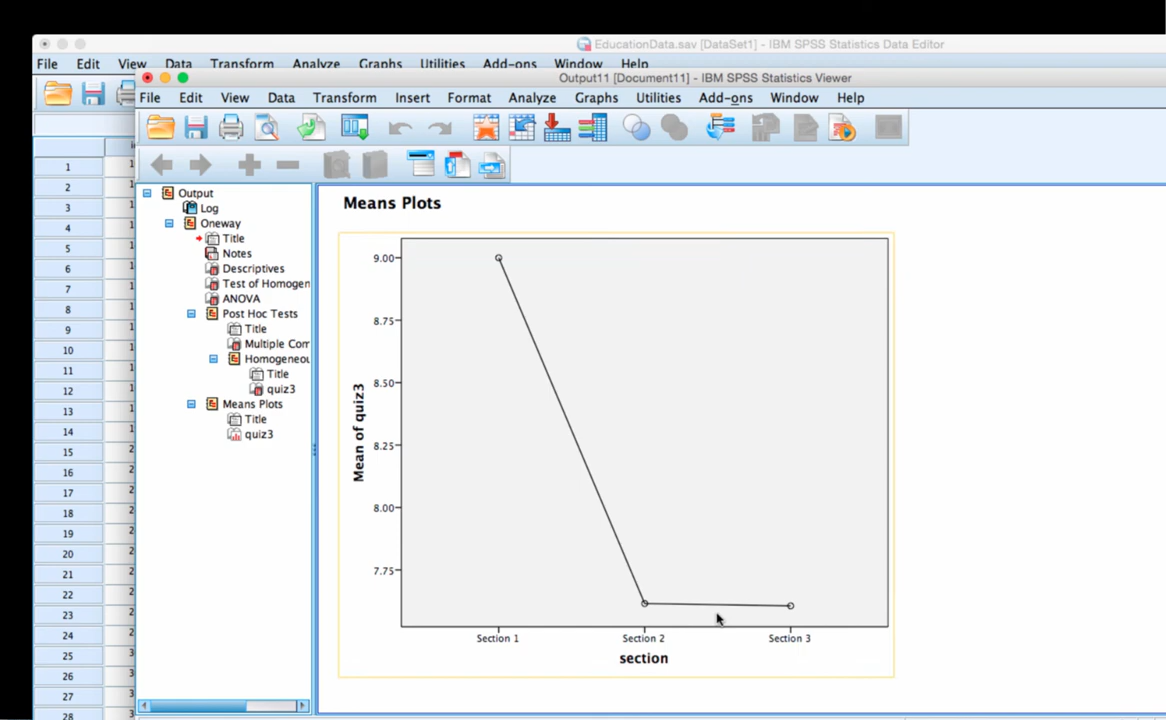 EducationData.sav [DataSet1] - IBM SPSS Statistics Data Editor
File Edit View Data Transform Analyze Graphs Utilities Add-ons Window Help
Output11 [Document11] - IBM SPSS Statistics Viewer
File Edit View Data Transform Insert Format Analyze Graphs Utilities Add-ons Window Help
1
2
3
4
5
6
7
8
9
10
11
12
13
14
15
16
17
18
19
20
21
22
23
24
25
26
27
28
Output
Log
Oneway
Title
Notes
Descriptives
Test of Homogen
ANOVA
Post Hoc Tests
Title
Multiple Com
Homogeneou
Title
quiz3
Means Plots
Title
quiz3
Means Plots
Mean of quiz3
9.00
8.75
8.50
8.25
8.00
7.75
Section 1 Section 2 Section 3
section